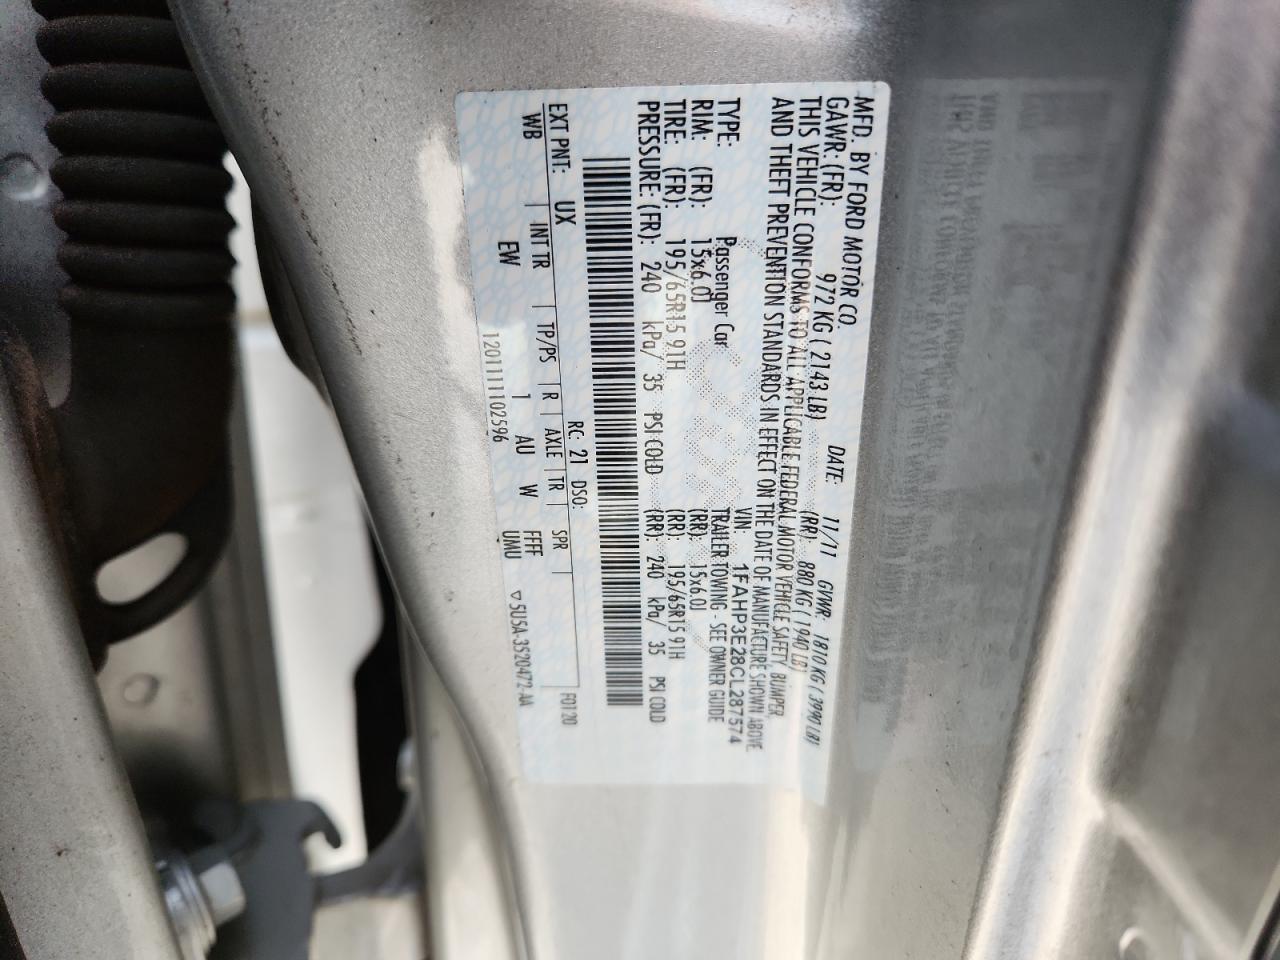 MFD. BY FORD MOTOR CO.
DATE: 11/11 GVWR: 1810 KG ( 3990 LB)
GAWR: (FR): 972 KG ( 2143 LB) (RR): 880 KG ( 1940 LB)
THIS VEHICLE CONFORMS TO ALL APPLICABLE FEDERAL MOTOR VEHICLE SAFETY, BUMPER,
AND THEFT PREVENTION STANDARDS IN EFFECT ON THE DATE OF MANUFACTURE SHOWN ABOVE.
VIN 1FAHP3E28CL287574
TYPE: Passenger Car TRAILER TOWING - SEE OWNER GUIDE
RIM: (FR): 15x6.0J (RR): 15x6.0J
TIRE: (FR): 195/65R15 91H (RR): 195/65R15 91H
PRESSURE: (FR): 240 kPa/ 35 PSI COLD (RR): 240 kPa/ 35 PSI COLD
EXT PNT: UX RC: 21 DSO: F0120
WB INT TR TP/PS R AXLE TR SPR
EW 1 AU W FFFF
UMU
1201111102596 ▽5U5A-3520472-AA